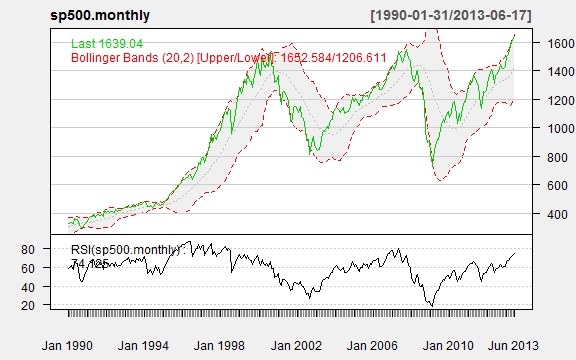 sp500.monthly [1990-01-31/2013-06-17]
Last 1639.04
Bollinger Bands (20,2) [Upper/Lower]: 1652.584/1206.611
1600
1400
1200
1000
800
600
400
RSI(sp500.monthly) :
74.125
80
60
40
20
Jan 1990 Jan 1994 Jan 1998 Jan 2002 Jan 2006 Jan 2010 Jun 2013